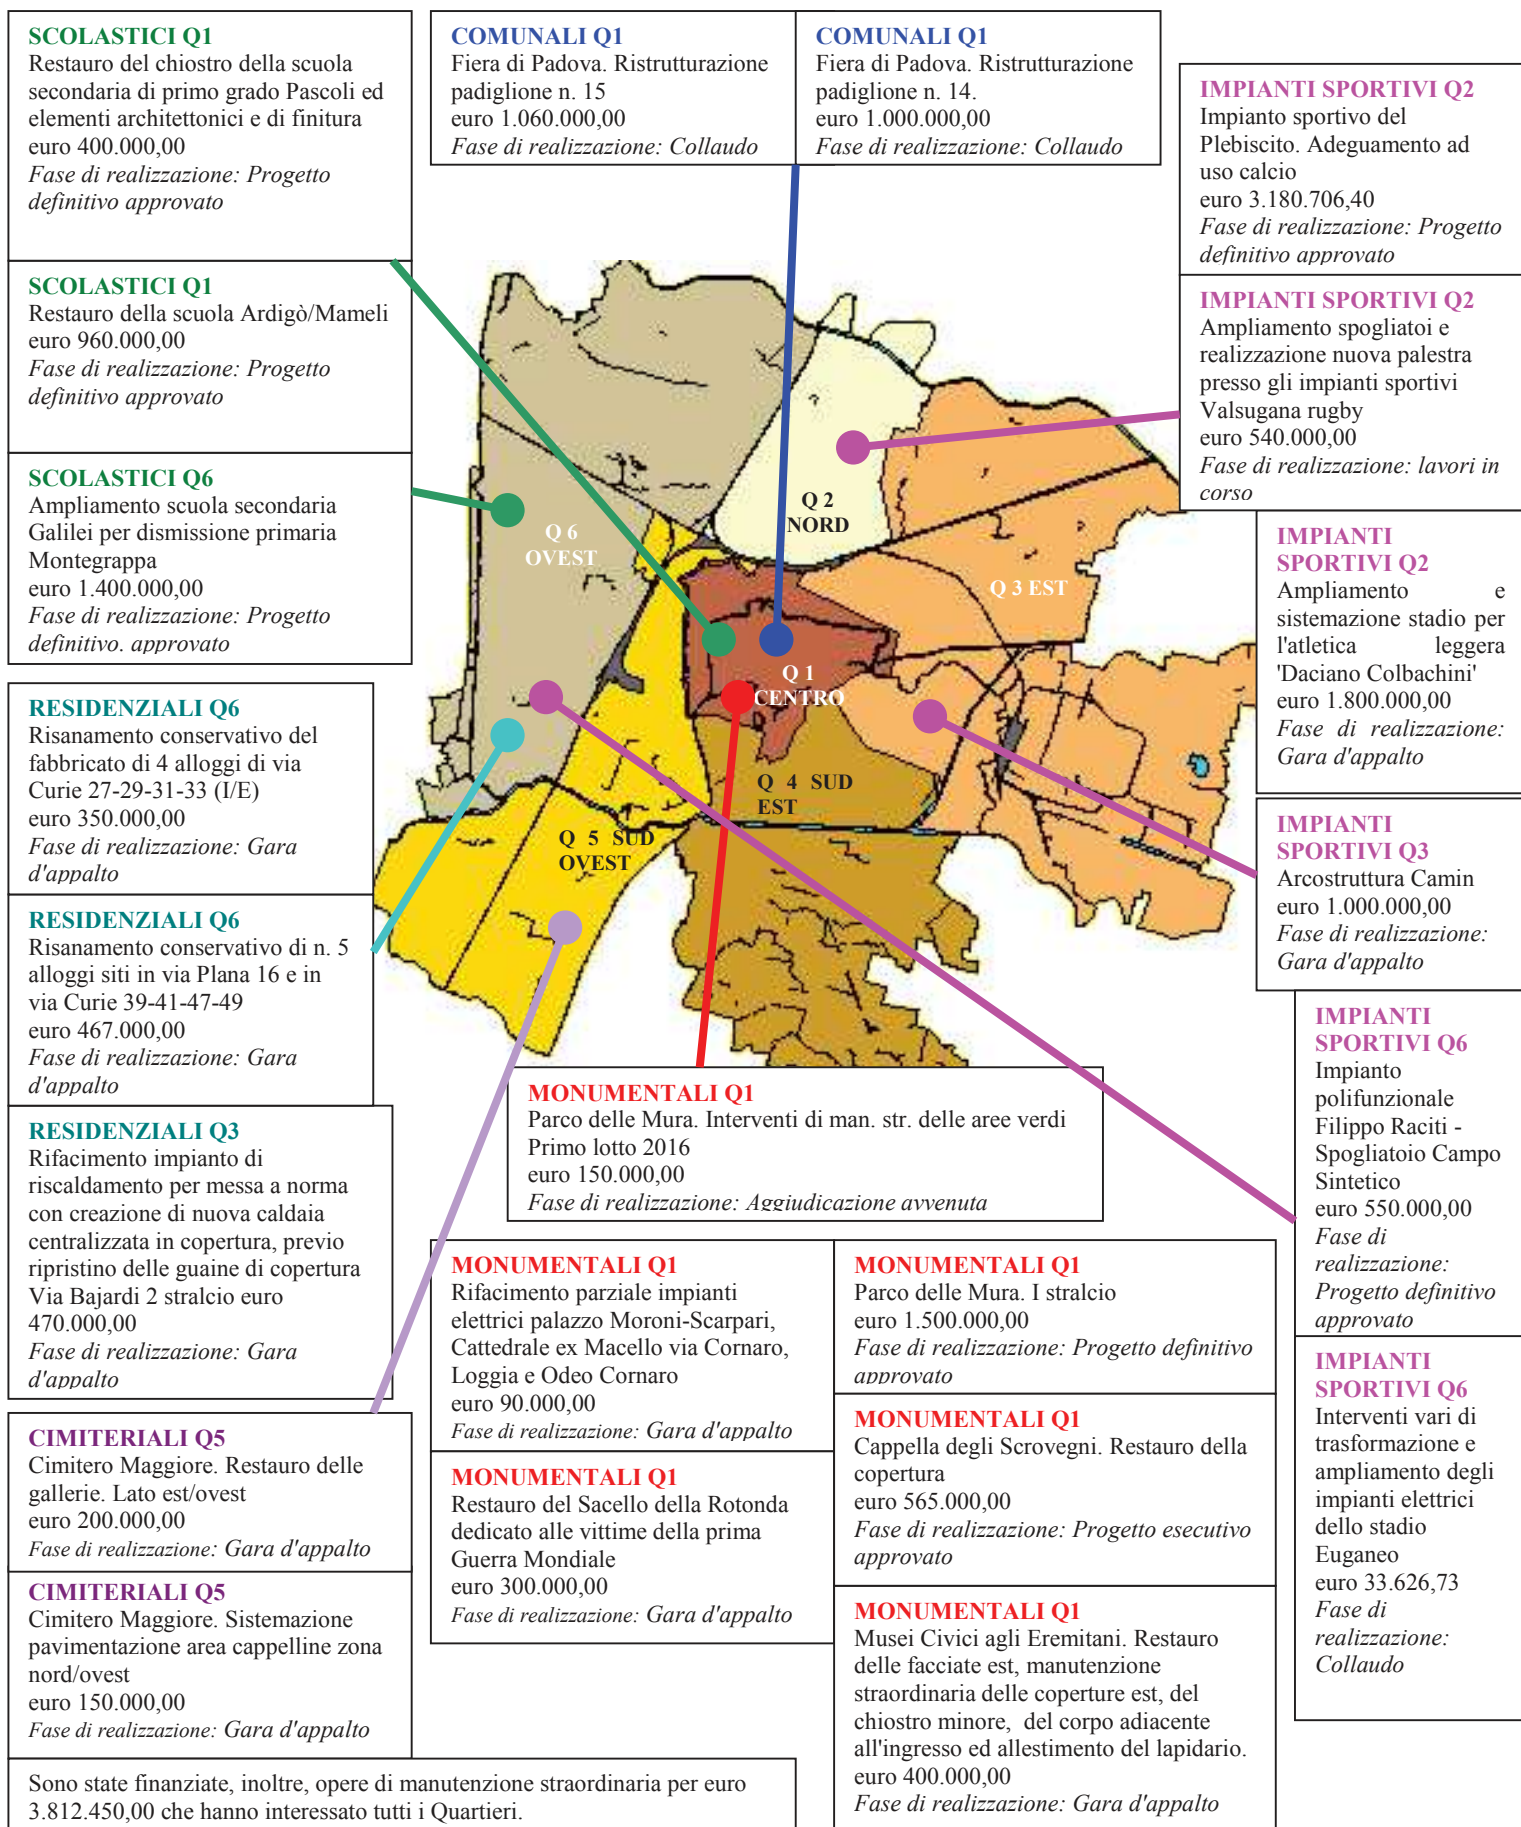 SCOLASTICI Q1
Restauro del chiostro della scuola
secondaria di primo grado Pascoli ed
elementi architettonici e di finitura
euro 400.000,00
Fase di realizzazione: Progetto
definitivo approvato
SCOLASTICI Q1
Restauro della scuola Ardigò/Mameli
euro 960.000,00
Fase di realizzazione: Progetto
definitivo approvato
SCOLASTICI Q6
Ampliamento scuola secondaria
Galilei per dismissione primaria
Montegrappa
euro 1.400.000,00
Fase di realizzazione: Progetto
definitivo. approvato
RESIDENZIALI Q6
Risanamento conservativo del
fabbricato di 4 alloggi di via
Curie 27-29-31-33 (I/E)
euro 350.000,00
Fase di realizzazione: Gara
d'appalto
RESIDENZIALI Q6
Risanamento conservativo di n. 5
alloggi siti in via Plana 16 e in
via Curie 39-41-47-49
euro 467.000,00
Fase di realizzazione: Gara
d'appalto
RESIDENZIALI Q3
Rifacimento impianto di
riscaldamento per messa a norma
con creazione di nuova caldaia
centralizzata in copertura, previo
ripristino delle guaine di copertura
Via Bajardi 2 stralcio euro
470.000,00
Fase di realizzazione: Gara
d'appalto
CIMITERIALI Q5
Cimitero Maggiore. Restauro delle
gallerie. Lato est/ovest
euro 200.000,00
Fase di realizzazione: Gara d'appalto
CIMITERIALI Q5
Cimitero Maggiore. Sistemazione
pavimentazione area cappelline zona
nord/ovest
euro 150.000,00
Fase di realizzazione: Gara d'appalto
Sono state finanziate, inoltre, opere di manutenzione straordinaria per euro
3.812.450,00 che hanno interessato tutti i Quartieri.
COMUNALI Q1
Fiera di Padova. Ristrutturazione
padiglione n. 15
euro 1.060.000,00
Fase di realizzazione: Collaudo
COMUNALI Q1
Fiera di Padova. Ristrutturazione
padiglione n. 14.
euro 1.000.000,00
Fase di realizzazione: Collaudo
Q 6
OVEST
Q 2
NORD
Q 3 EST
Q 1
CENTRO
Q 4 SUD
EST
Q 5 SUD
OVEST
MONUMENTALI Q1
Parco delle Mura. Interventi di man. str. delle aree verdi
Primo lotto 2016
euro 150.000,00
Fase di realizzazione: Aggiudicazione avvenuta
MONUMENTALI Q1
Rifacimento parziale impianti
elettrici palazzo Moroni-Scarpari,
Cattedrale ex Macello via Cornaro,
Loggia e Odeo Cornaro
euro 90.000,00
Fase di realizzazione: Gara d'appalto
MONUMENTALI Q1
Restauro del Sacello della Rotonda
dedicato alle vittime della prima
Guerra Mondiale
euro 300.000,00
Fase di realizzazione: Gara d'appalto
MONUMENTALI Q1
Parco delle Mura. I stralcio
euro 1.500.000,00
Fase di realizzazione: Progetto definitivo
approvato
MONUMENTALI Q1
Cappella degli Scrovegni. Restauro della
copertura
euro 565.000,00
Fase di realizzazione: Progetto esecutivo
approvato
MONUMENTALI Q1
Musei Civici agli Eremitani. Restauro
delle facciate est, manutenzione
straordinaria delle coperture est, del
chiostro minore, del corpo adiacente
all'ingresso ed allestimento del lapidario.
euro 400.000,00
Fase di realizzazione: Gara d'appalto
IMPIANTI SPORTIVI Q2
Impianto sportivo del
Plebiscito. Adeguamento ad
uso calcio
euro 3.180.706,40
Fase di realizzazione: Progetto
definitivo approvato
IMPIANTI SPORTIVI Q2
Ampliamento spogliatoi e
realizzazione nuova palestra
presso gli impianti sportivi
Valsugana rugby
euro 540.000,00
Fase di realizzazione: lavori in
corso
IMPIANTI
SPORTIVI Q2
Ampliamento e
sistemazione stadio per
l'atletica leggera
'Daciano Colbachini'
euro 1.800.000,00
Fase di realizzazione:
Gara d'appalto
IMPIANTI
SPORTIVI Q3
Arcostruttura Camin
euro 1.000.000,00
Fase di realizzazione:
Gara d'appalto
IMPIANTI
SPORTIVI Q6
Impianto
polifunzionale
Filippo Raciti -
Spogliatoio Campo
Sintetico
euro 550.000,00
Fase di
realizzazione:
Progetto definitivo
approvato
IMPIANTI
SPORTIVI Q6
Interventi vari di
trasformazione e
ampliamento degli
impianti elettrici
dello stadio
Euganeo
euro 33.626,73
Fase di
realizzazione:
Collaudo